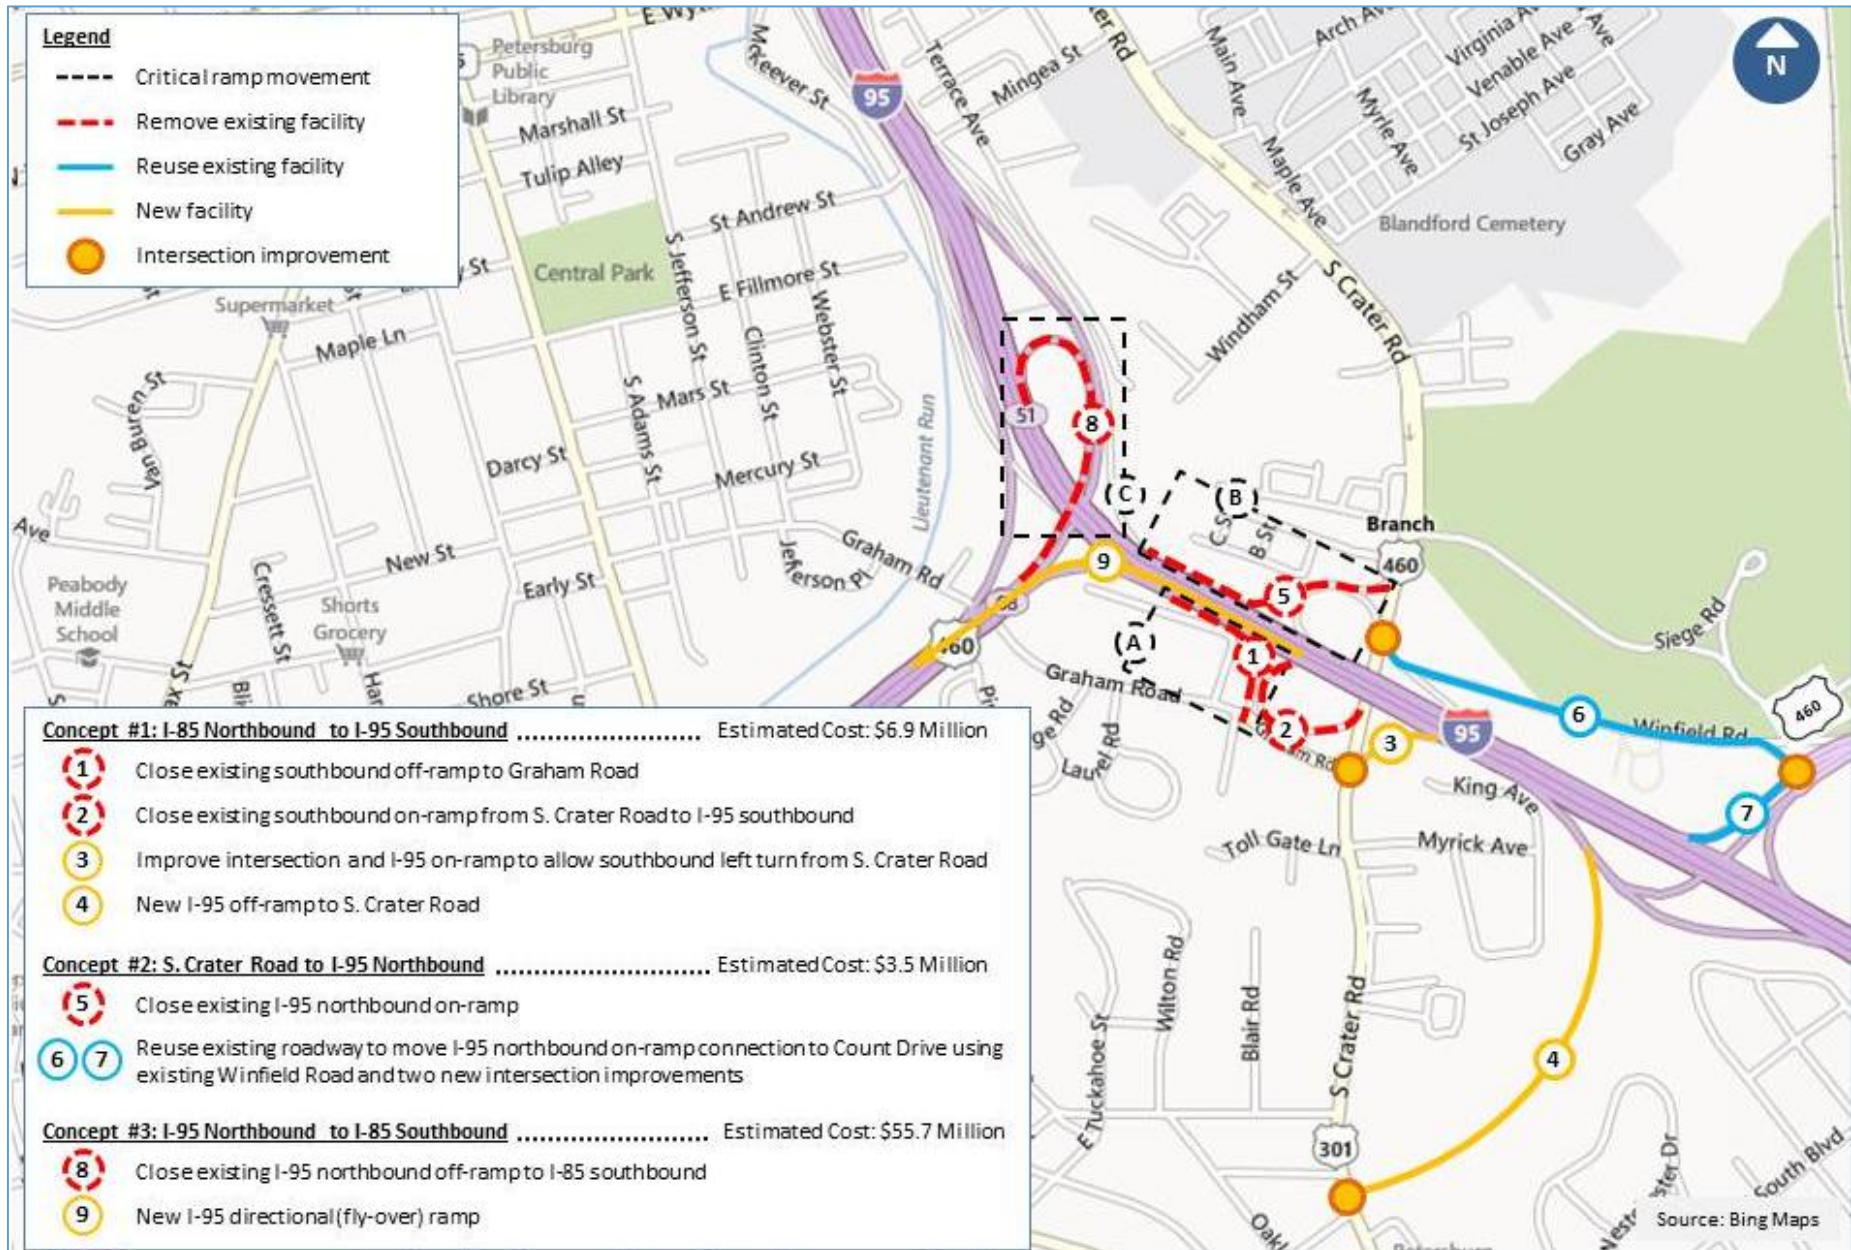 Legend
Critical ramp movement
Remove existing facility
Reuse existing facility
New facility
Intersection improvement
N
Petersburg
Public
Library
McKeever St
Marshall St
Tulip Alley
Central Park
Supermarket
Maple Ln
Van Buren St
St Andrew St
S Jefferson St
E Fillmore St
Webster St
Clinton St
Mars St
S Adams St
Darcy St
Mercury St
Lieutenant Run
Jefferson Pl
Graham Rd
New St
Early St
Cressett St
Peabody
Middle
School
Shorts
Grocery
Shore St
Ave
95
Terrace Ave
Mingea St
Main Ave
Arch Ave
Virginia Av
Venable Ave
St Joseph Ave
Myrle Ave
Gray Ave
Maple Ave
Blandford Cemetery
S Crater Rd
Windham St
51
8
C
B
C St
B St
Branch
460
5
9
A
1
2
3
460
Graham Road
Graham Rd
Laurel Rd
95
6
Winfield Rd
460
7
Siege Rd
King Ave
Myrick Ave
Toll Gate Ln
Wilton Rd
E Tuckahoe St
Blair Rd
S Crater Rd
4
301
South Blvd
Source: Bing Maps
Concept #1: I-85 Northbound to I-95 Southbound .......................... Estimated Cost: $6.9 Million
1 Close existing southbound off-ramp to Graham Road
2 Close existing southbound on-ramp from S. Crater Road to I-95 southbound
3 Improve intersection and I-95 on-ramp to allow southbound left turn from S. Crater Road
4 New I-95 off-ramp to S. Crater Road
Concept #2: S. Crater Road to I-95 Northbound .......................... Estimated Cost: $3.5 Million
5 Close existing I-95 northbound on-ramp
6 7 Reuse existing roadway to move I-95 northbound on-ramp connection to Count Drive using
existing Winfield Road and two new intersection improvements
Concept #3: I-95 Northbound to I-85 Southbound ....................... Estimated Cost: $55.7 Million
8 Close existing I-95 northbound off-ramp to I-85 southbound
9 New I-95 directional (fly-over) ramp